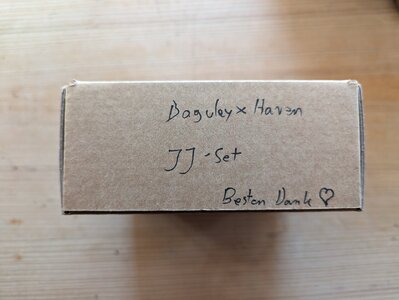 Baguley x Haven
JJ-Set
Besten Dank ♡